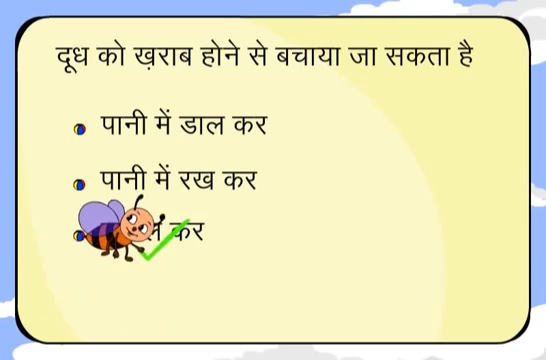 दूध को ख़राब होने से बचाया जा सकता है
पानी में डाल कर
पानी में रख कर
कर